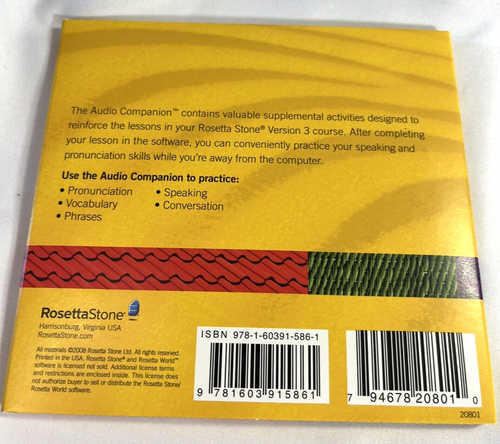 The Audio Companion™ contains valuable supplemental activities designed to
reinforce the lessons in your Rosetta Stone® Version 3 course. After completing
your lesson in the software, you can conveniently practice your speaking and
pronunciation skills while you're away from the computer.
Use the Audio Companion to practice:
• Pronunciation
• Vocabulary
• Phrases
• Speaking
• Conversation
RosettaStone
Harrisonburg, Virginia USA
RosettaStone.com
All materials ©2008 Rosetta Stone Ltd. All rights reserved.
Printed in the USA. Rosetta Stone® and Rosetta World™
software is licensed not sold. Additional license terms
and restrictions are enclosed inside. This license does
not authorize buyer to sell or distribute the Rosetta Stone/
Rosetta World software.
ISBN 978-1-60391-586-1
9 781603 915861
7 94678 20801 0
20801